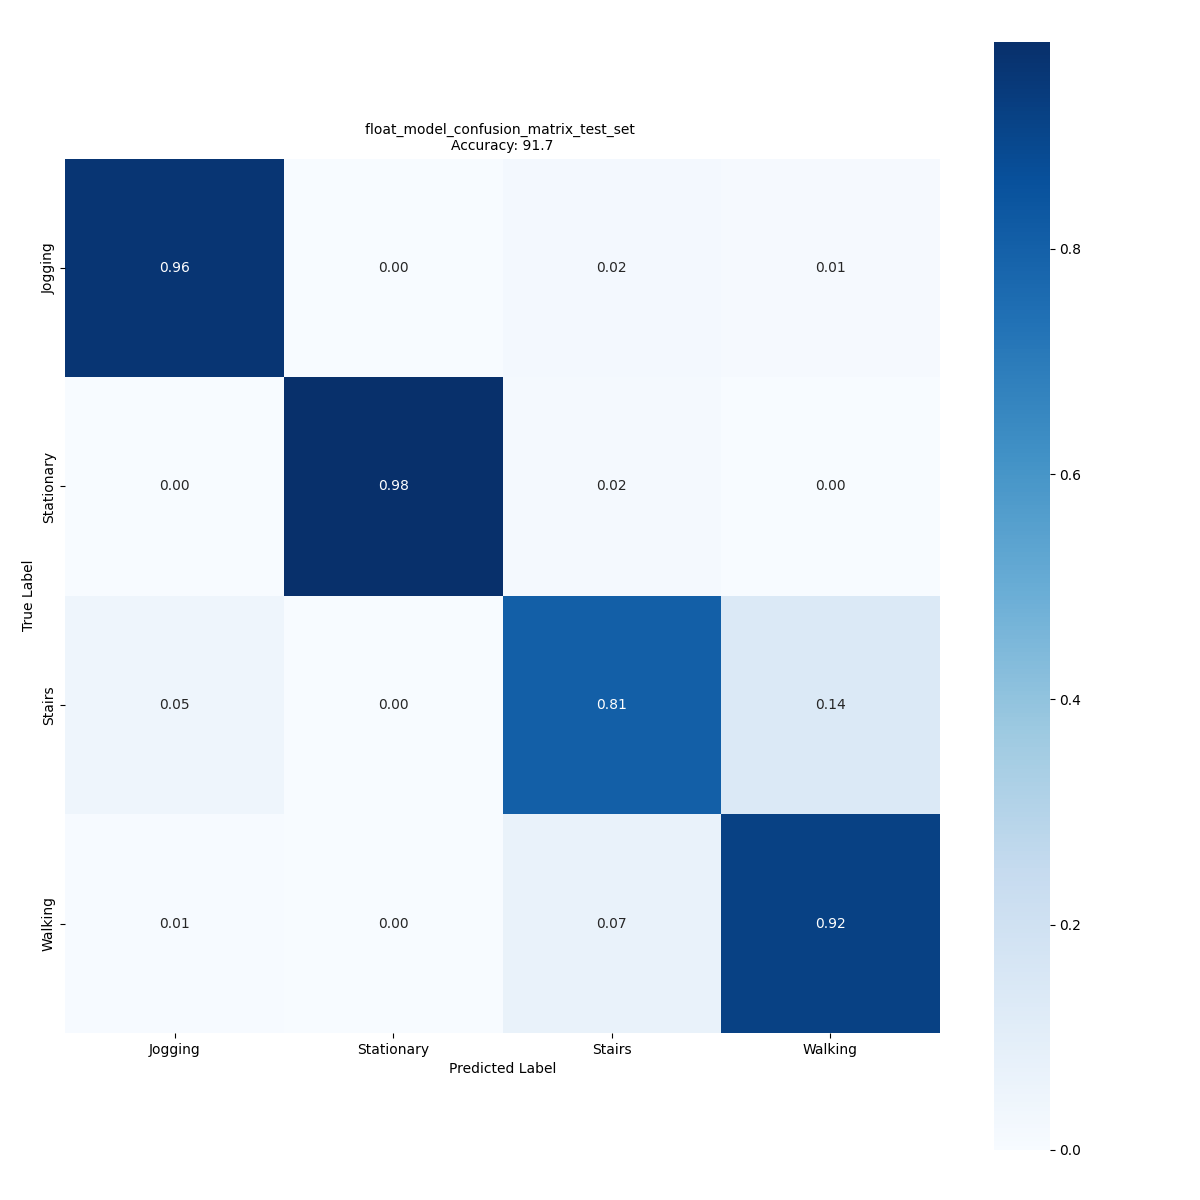 float_model_confusion_matrix_test_set
Accuracy: 91.7
True Label
Jogging
0.96 0.00 0.02 0.01
Stationary
0.00 0.98 0.02 0.00
Stairs
0.05 0.00 0.81 0.14
Walking
0.01 0.00 0.07 0.92
Jogging Stationary Stairs Walking
Predicted Label
0.8
0.6
0.4
0.2
0.0